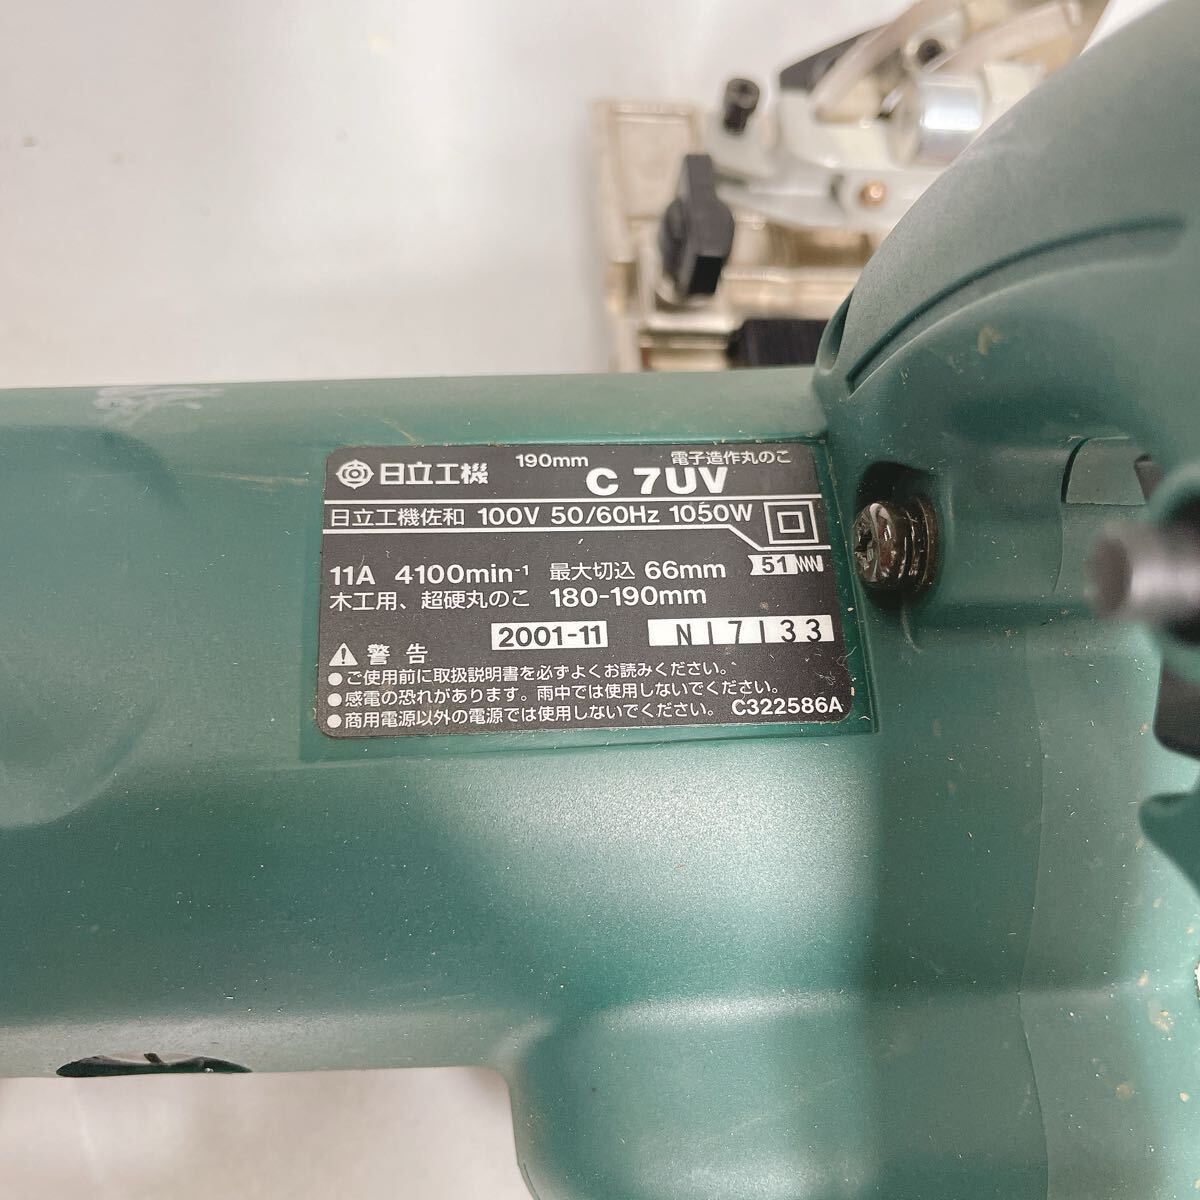 日立工機 190mm C 7UV 電子造作丸のこ
日立工機佐和 100V 50/60Hz 1050W
11A 4100min-1 最大切込 66mm 51
木工用、超硬丸のこ 180-190mm
2001-11 N17133
警告
●ご使用前に取扱説明書を必ずよくお読みください。
●感電の恐れがあります。雨中では使用しないでください。
●商用電源以外の電源では使用しないでください。 C322586A